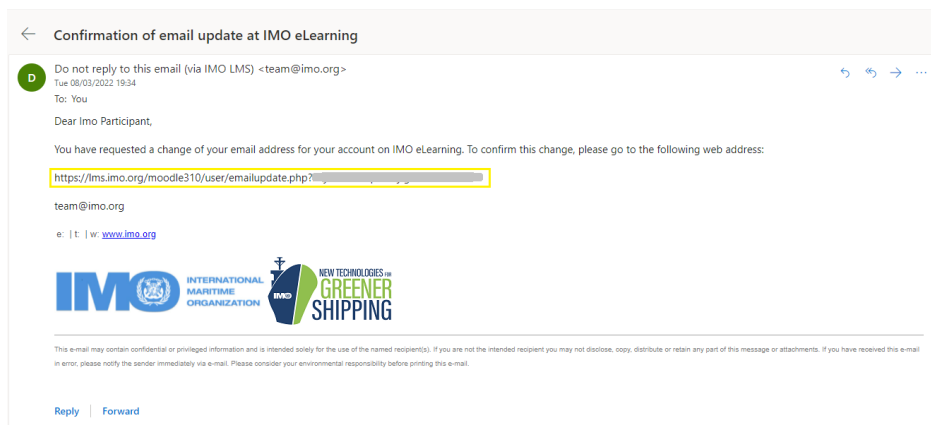 Confirmation of email update at IMO eLearning
D
Do not reply to this email (via IMO LMS) <team@imo.org>
Tue 08/03/2022 19:34
To: You
Dear Imo Participant,
You have requested a change of your email address for your account on IMO eLearning. To confirm this change, please go to the following web address:
https://lms.imo.org/moodle310/user/emailupdate.php?
team@imo.org
e: | t: | w: www.imo.org
IMO
INTERNATIONAL
MARITIME
ORGANIZATION
IMO
NEW TECHNOLOGIES FOR
GREENER
SHIPPING
This e-mail may contain confidential or privileged information and is intended solely for the use of the named recipient(s). If you are not the intended recipient you may not disclose, copy, distribute or retain any part of this message or attachments. If you have received this e-mail
in error, please notify the sender immediately via e-mail. Please consider your environmental responsibility before printing this e-mail.
Reply
Forward